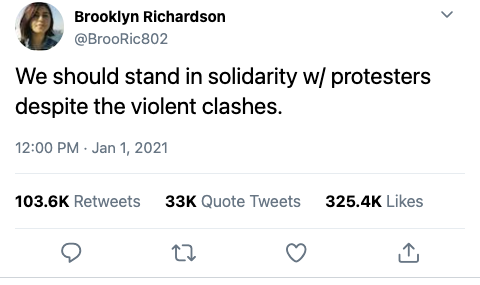 Brooklyn Richardson
@BrooRic802
We should stand in solidarity w/ protesters
despite the violent clashes.
12:00 PM · Jan 1, 2021
103.6K Retweets 33K Quote Tweets 325.4K Likes